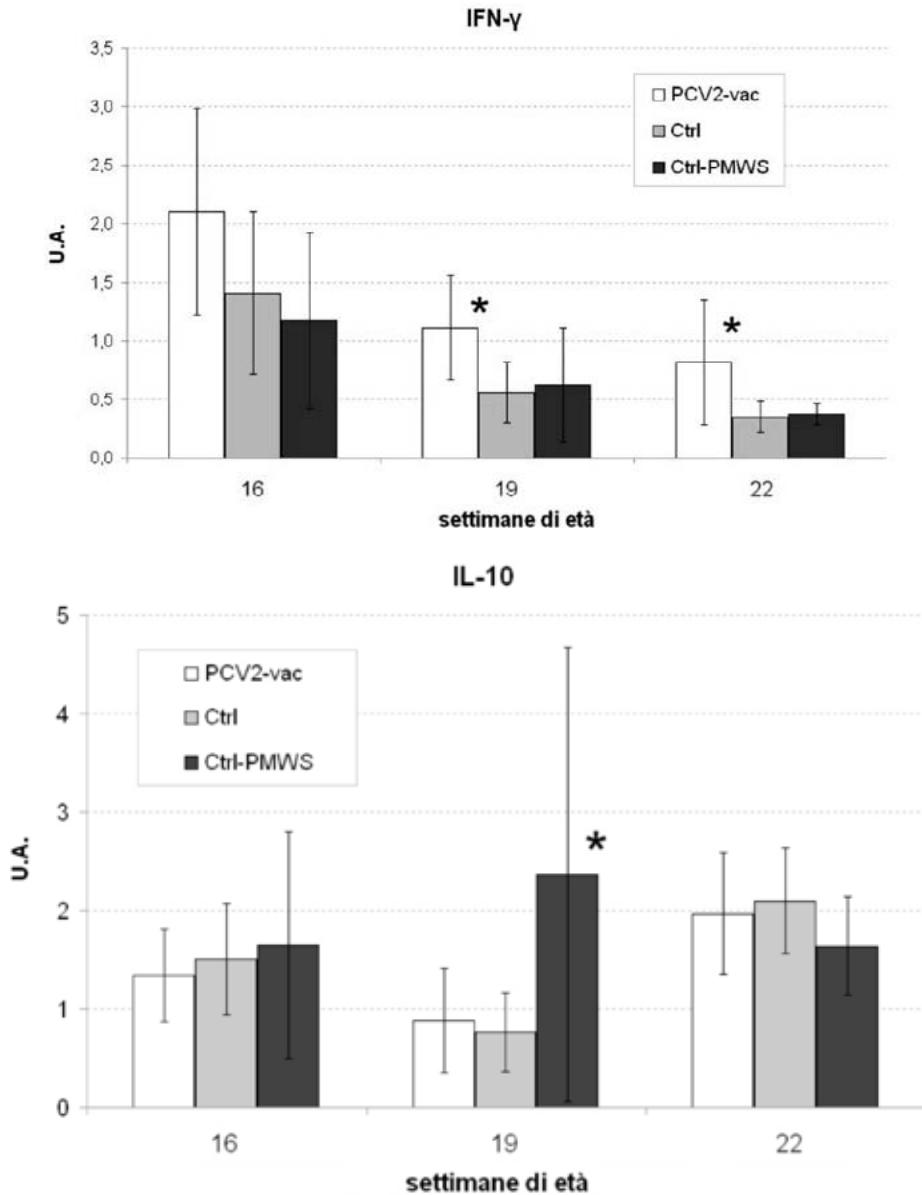 IFN-γ
3,5
3,0
2,5
2,0
1,5
1,0
0,5
0,0
U.A.
PCV2-vac
Ctrl
Ctrl-PMWS
*
*
16 19 22
settimane di età
IL-10
5
4
3
2
1
0
U.A.
PCV2-vac
Ctrl
Ctrl-PMWS
*
16 19 22
settimane di età